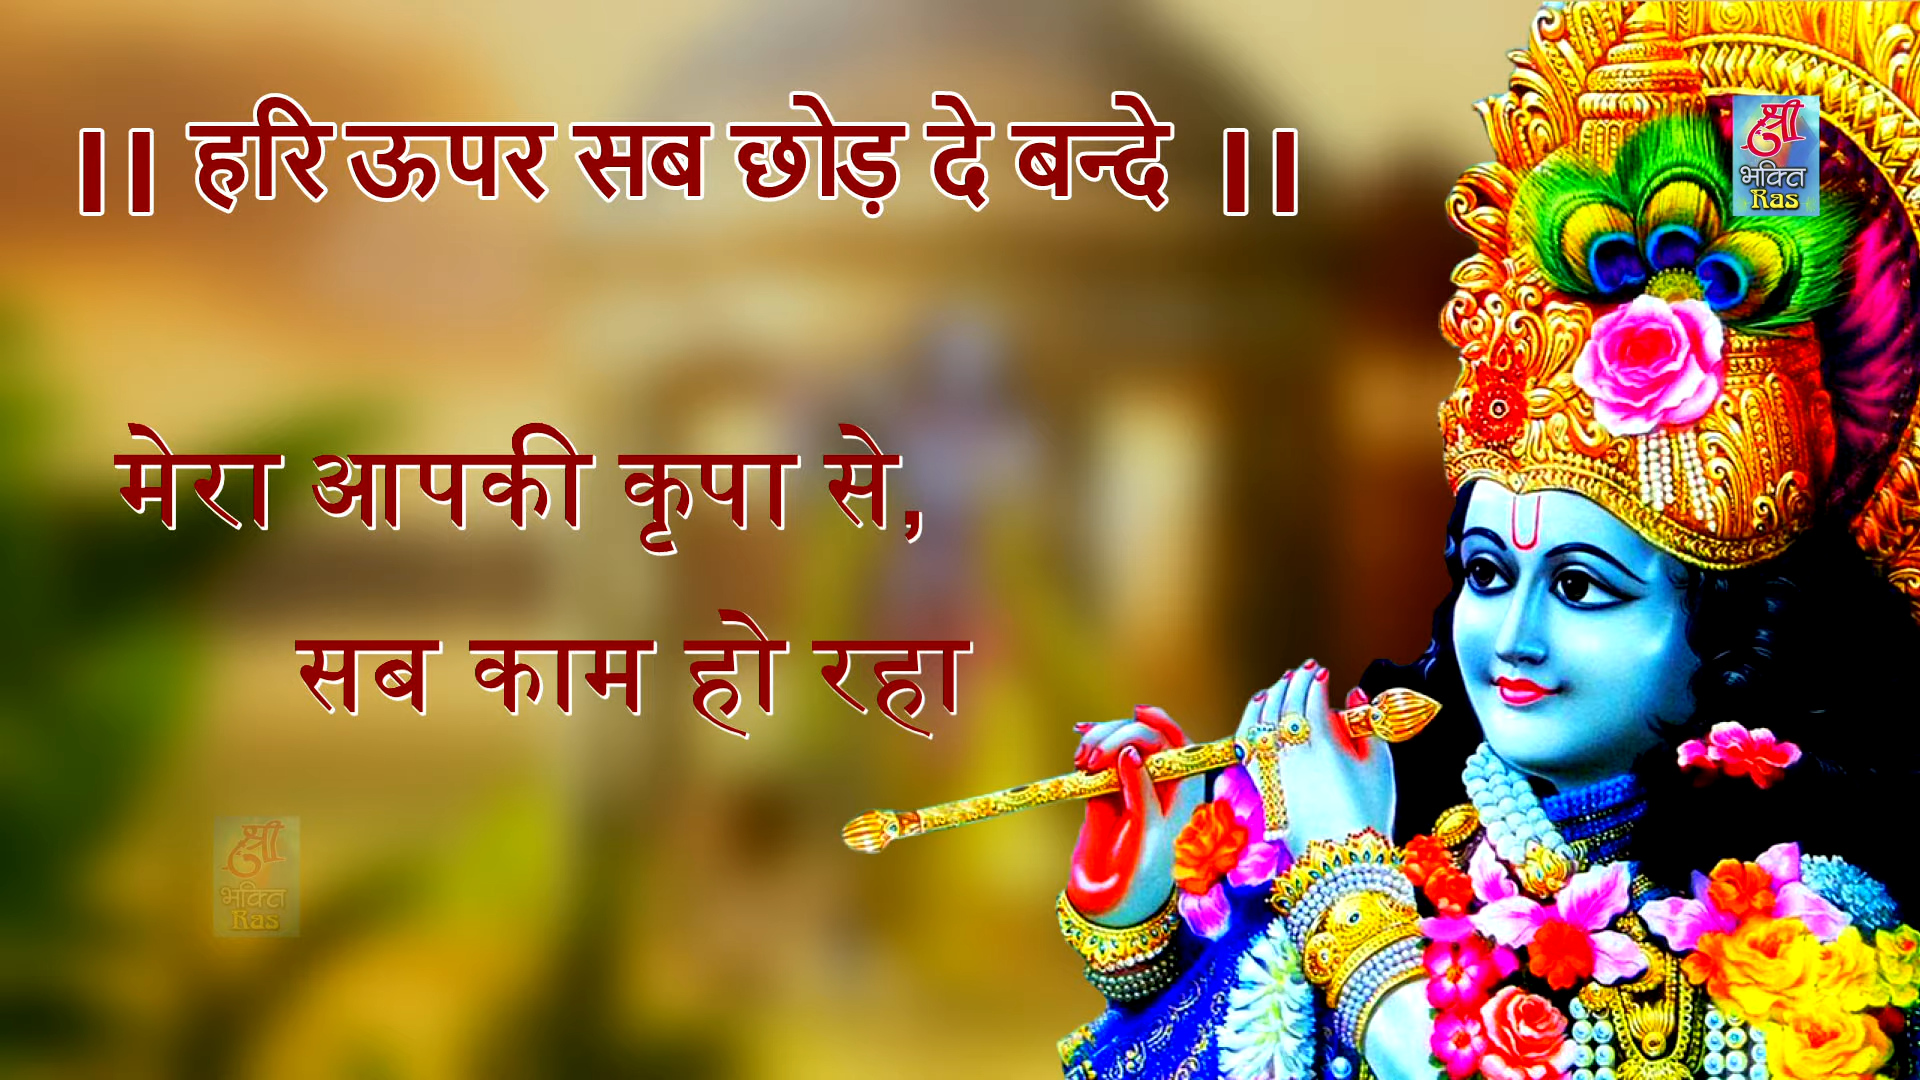 ।। हरि ऊपर सब छोड़ दे बन्दे ।।
श्री
भक्ति
Ras
मेरा आपकी कृपा से,
सब काम हो रहा
श्री
भक्ति
Ras